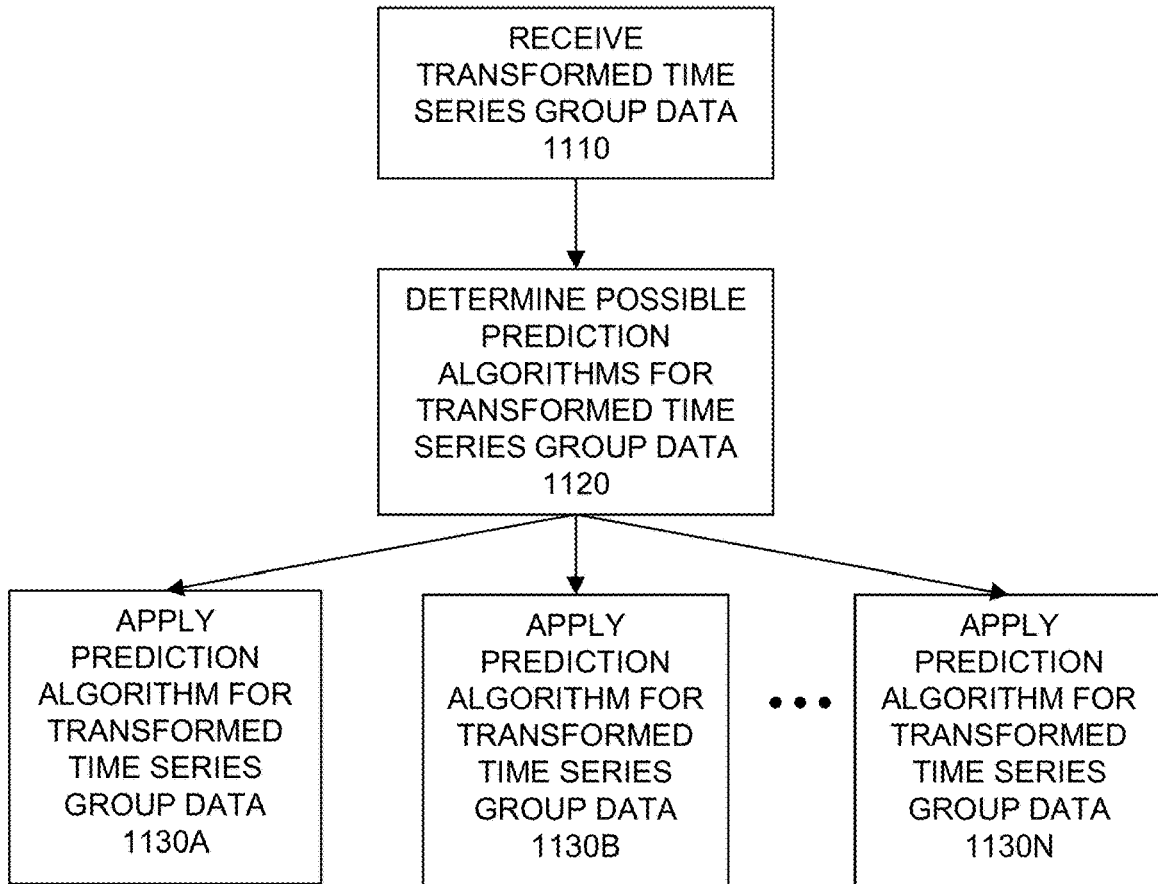 RECEIVE
TRANSFORMED TIME
SERIES GROUP DATA
1110
DETERMINE POSSIBLE
PREDICTION
ALGORITHMS FOR
TRANSFORMED TIME
SERIES GROUP DATA
1120
APPLY
PREDICTION
ALGORITHM FOR
TRANSFORMED
TIME SERIES
GROUP DATA
1130A
APPLY
PREDICTION
ALGORITHM FOR
TRANSFORMED
TIME SERIES
GROUP DATA
1130B
APPLY
PREDICTION
ALGORITHM FOR
TRANSFORMED
TIME SERIES
GROUP DATA
1130N